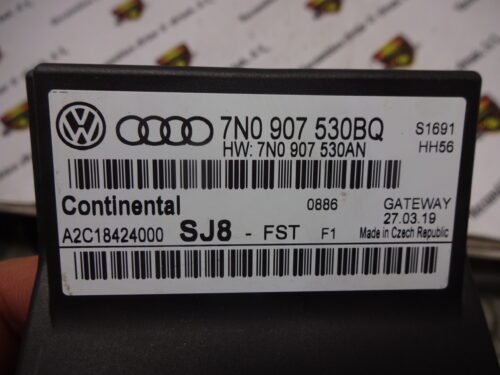 7N0 907 530BQ
S1691
HW: 7N0 907 530AN
HH56
Continental
0886
GATEWAY
27.03.19
A2C18424000 SJ8 - FST F1
Made in Czech Republic